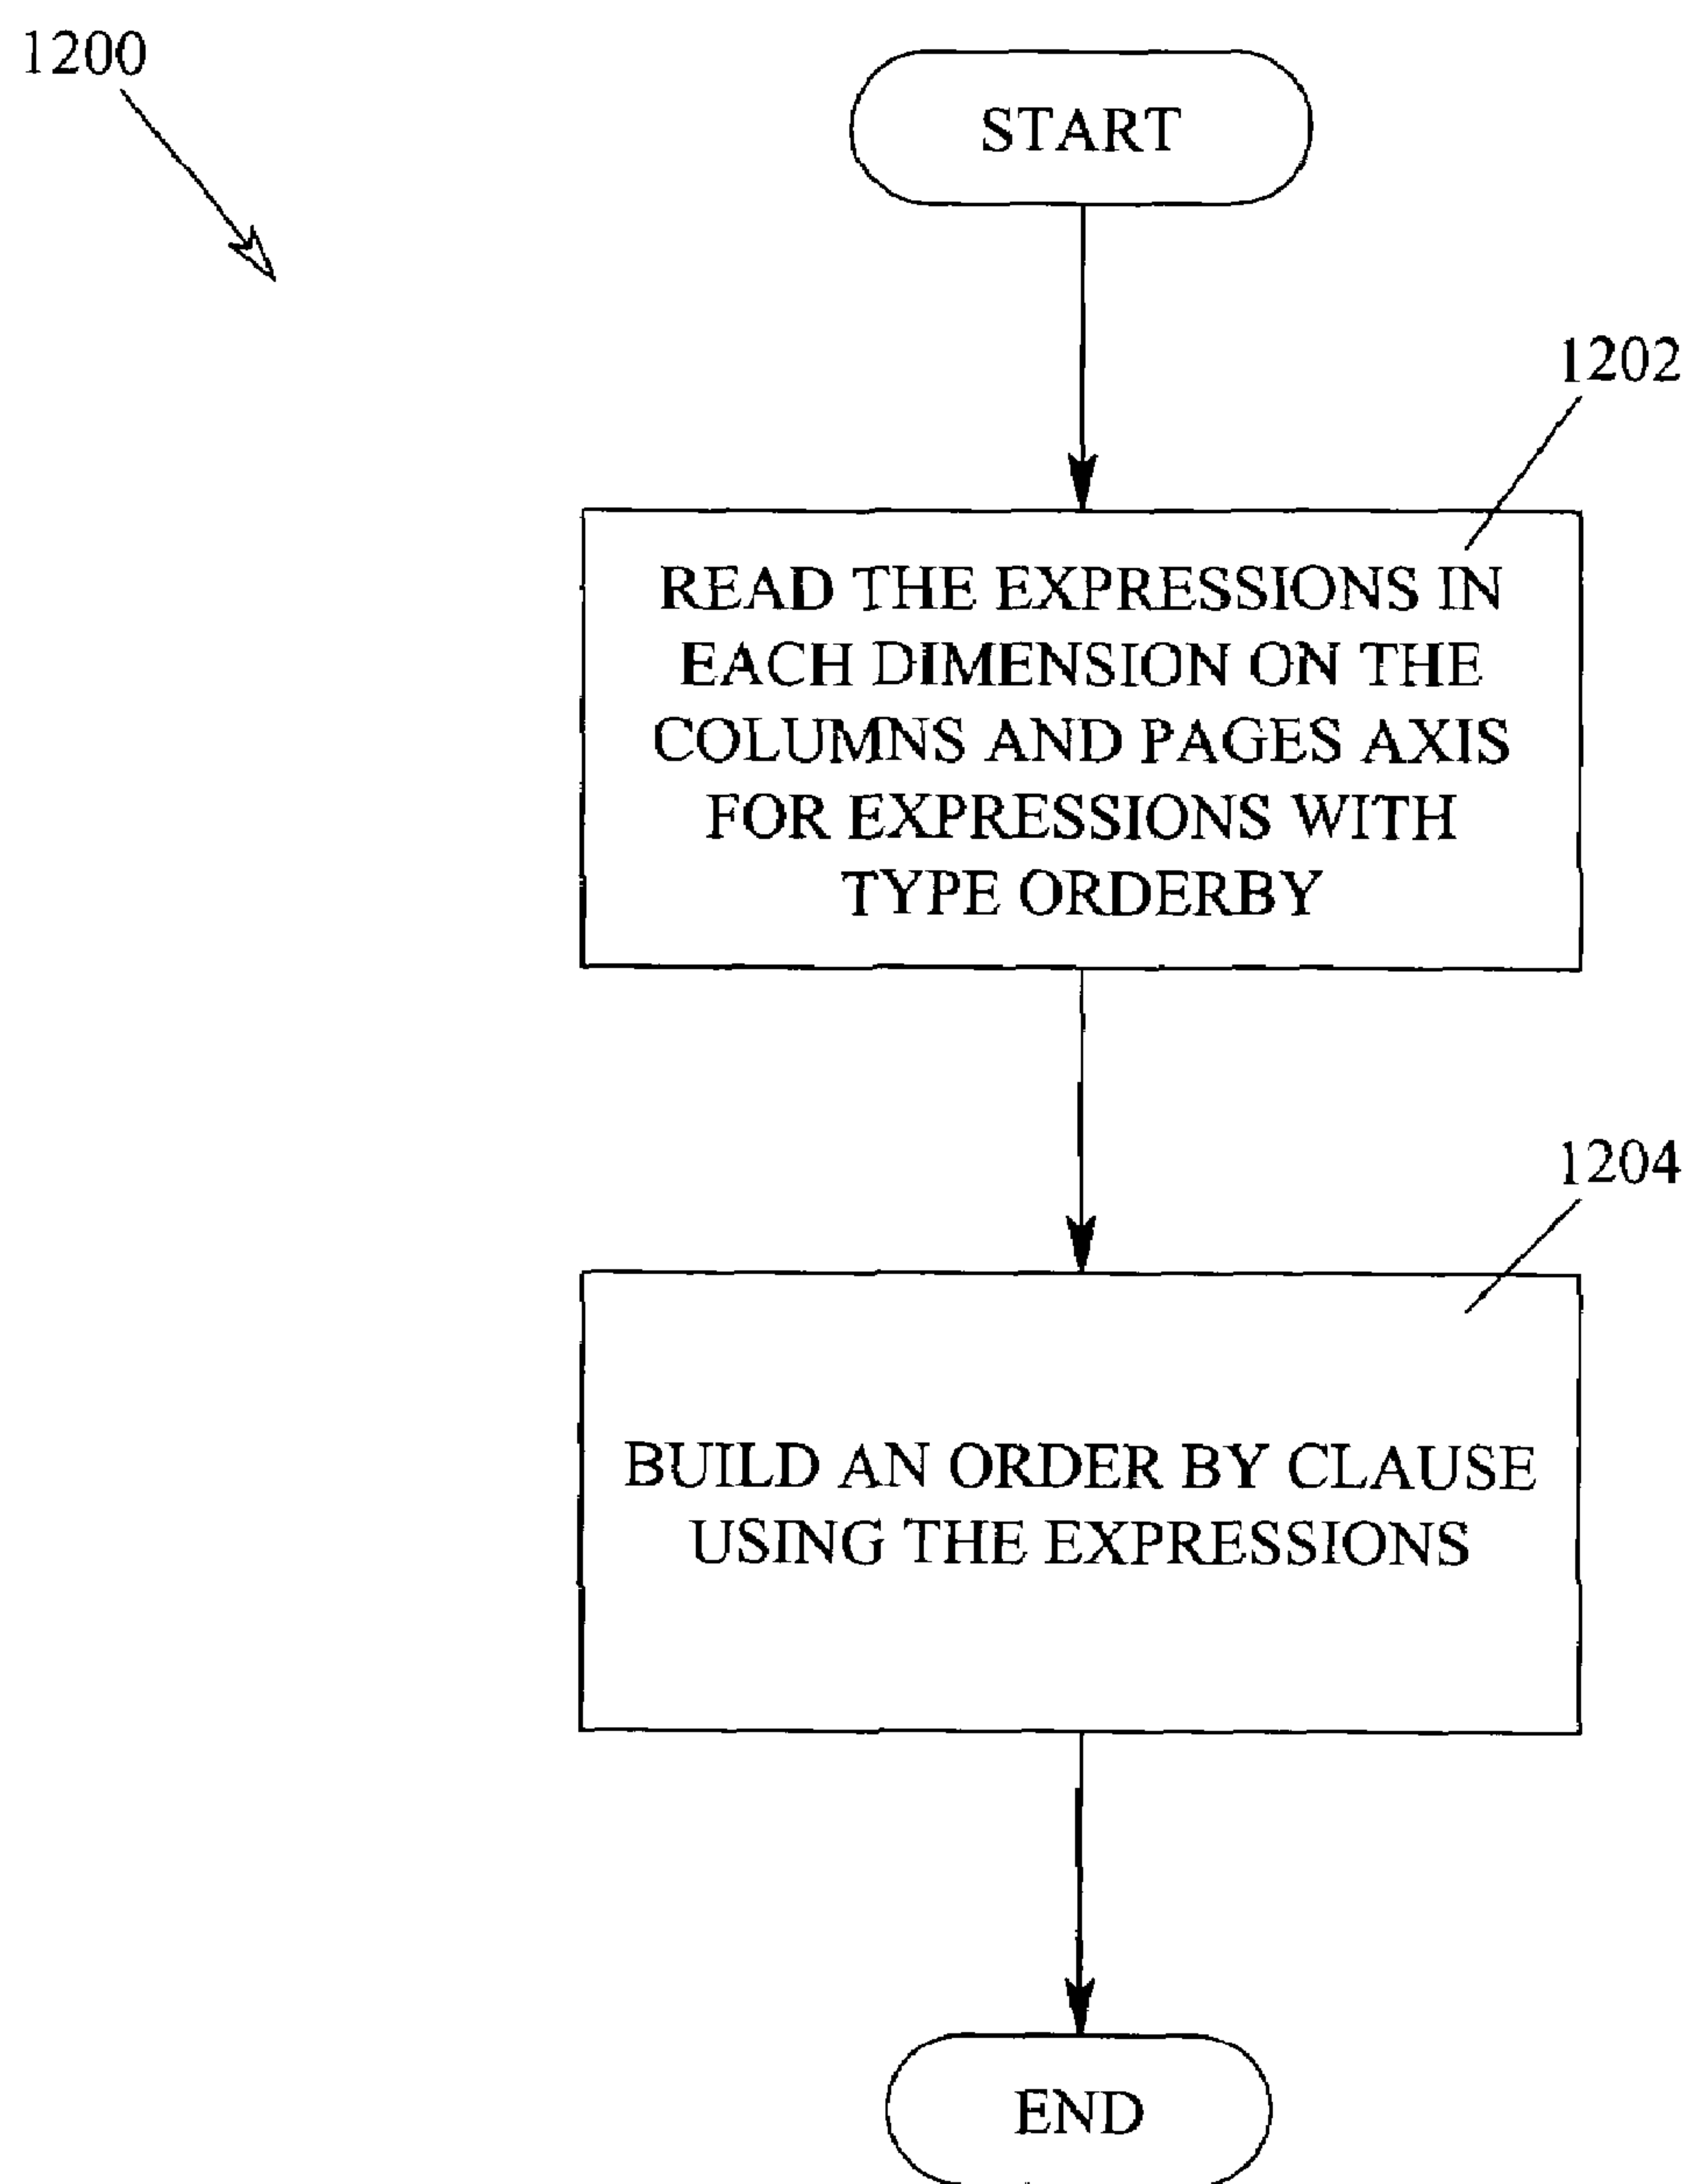 1200
START
1202
READ THE EXPRESSIONS IN
EACH DIMENSION ON THE
COLUMNS AND PAGES AXIS
FOR EXPRESSIONS WITH
TYPE ORDERBY
1204
BUILD AN ORDER BY CLAUSE
USING THE EXPRESSIONS
END